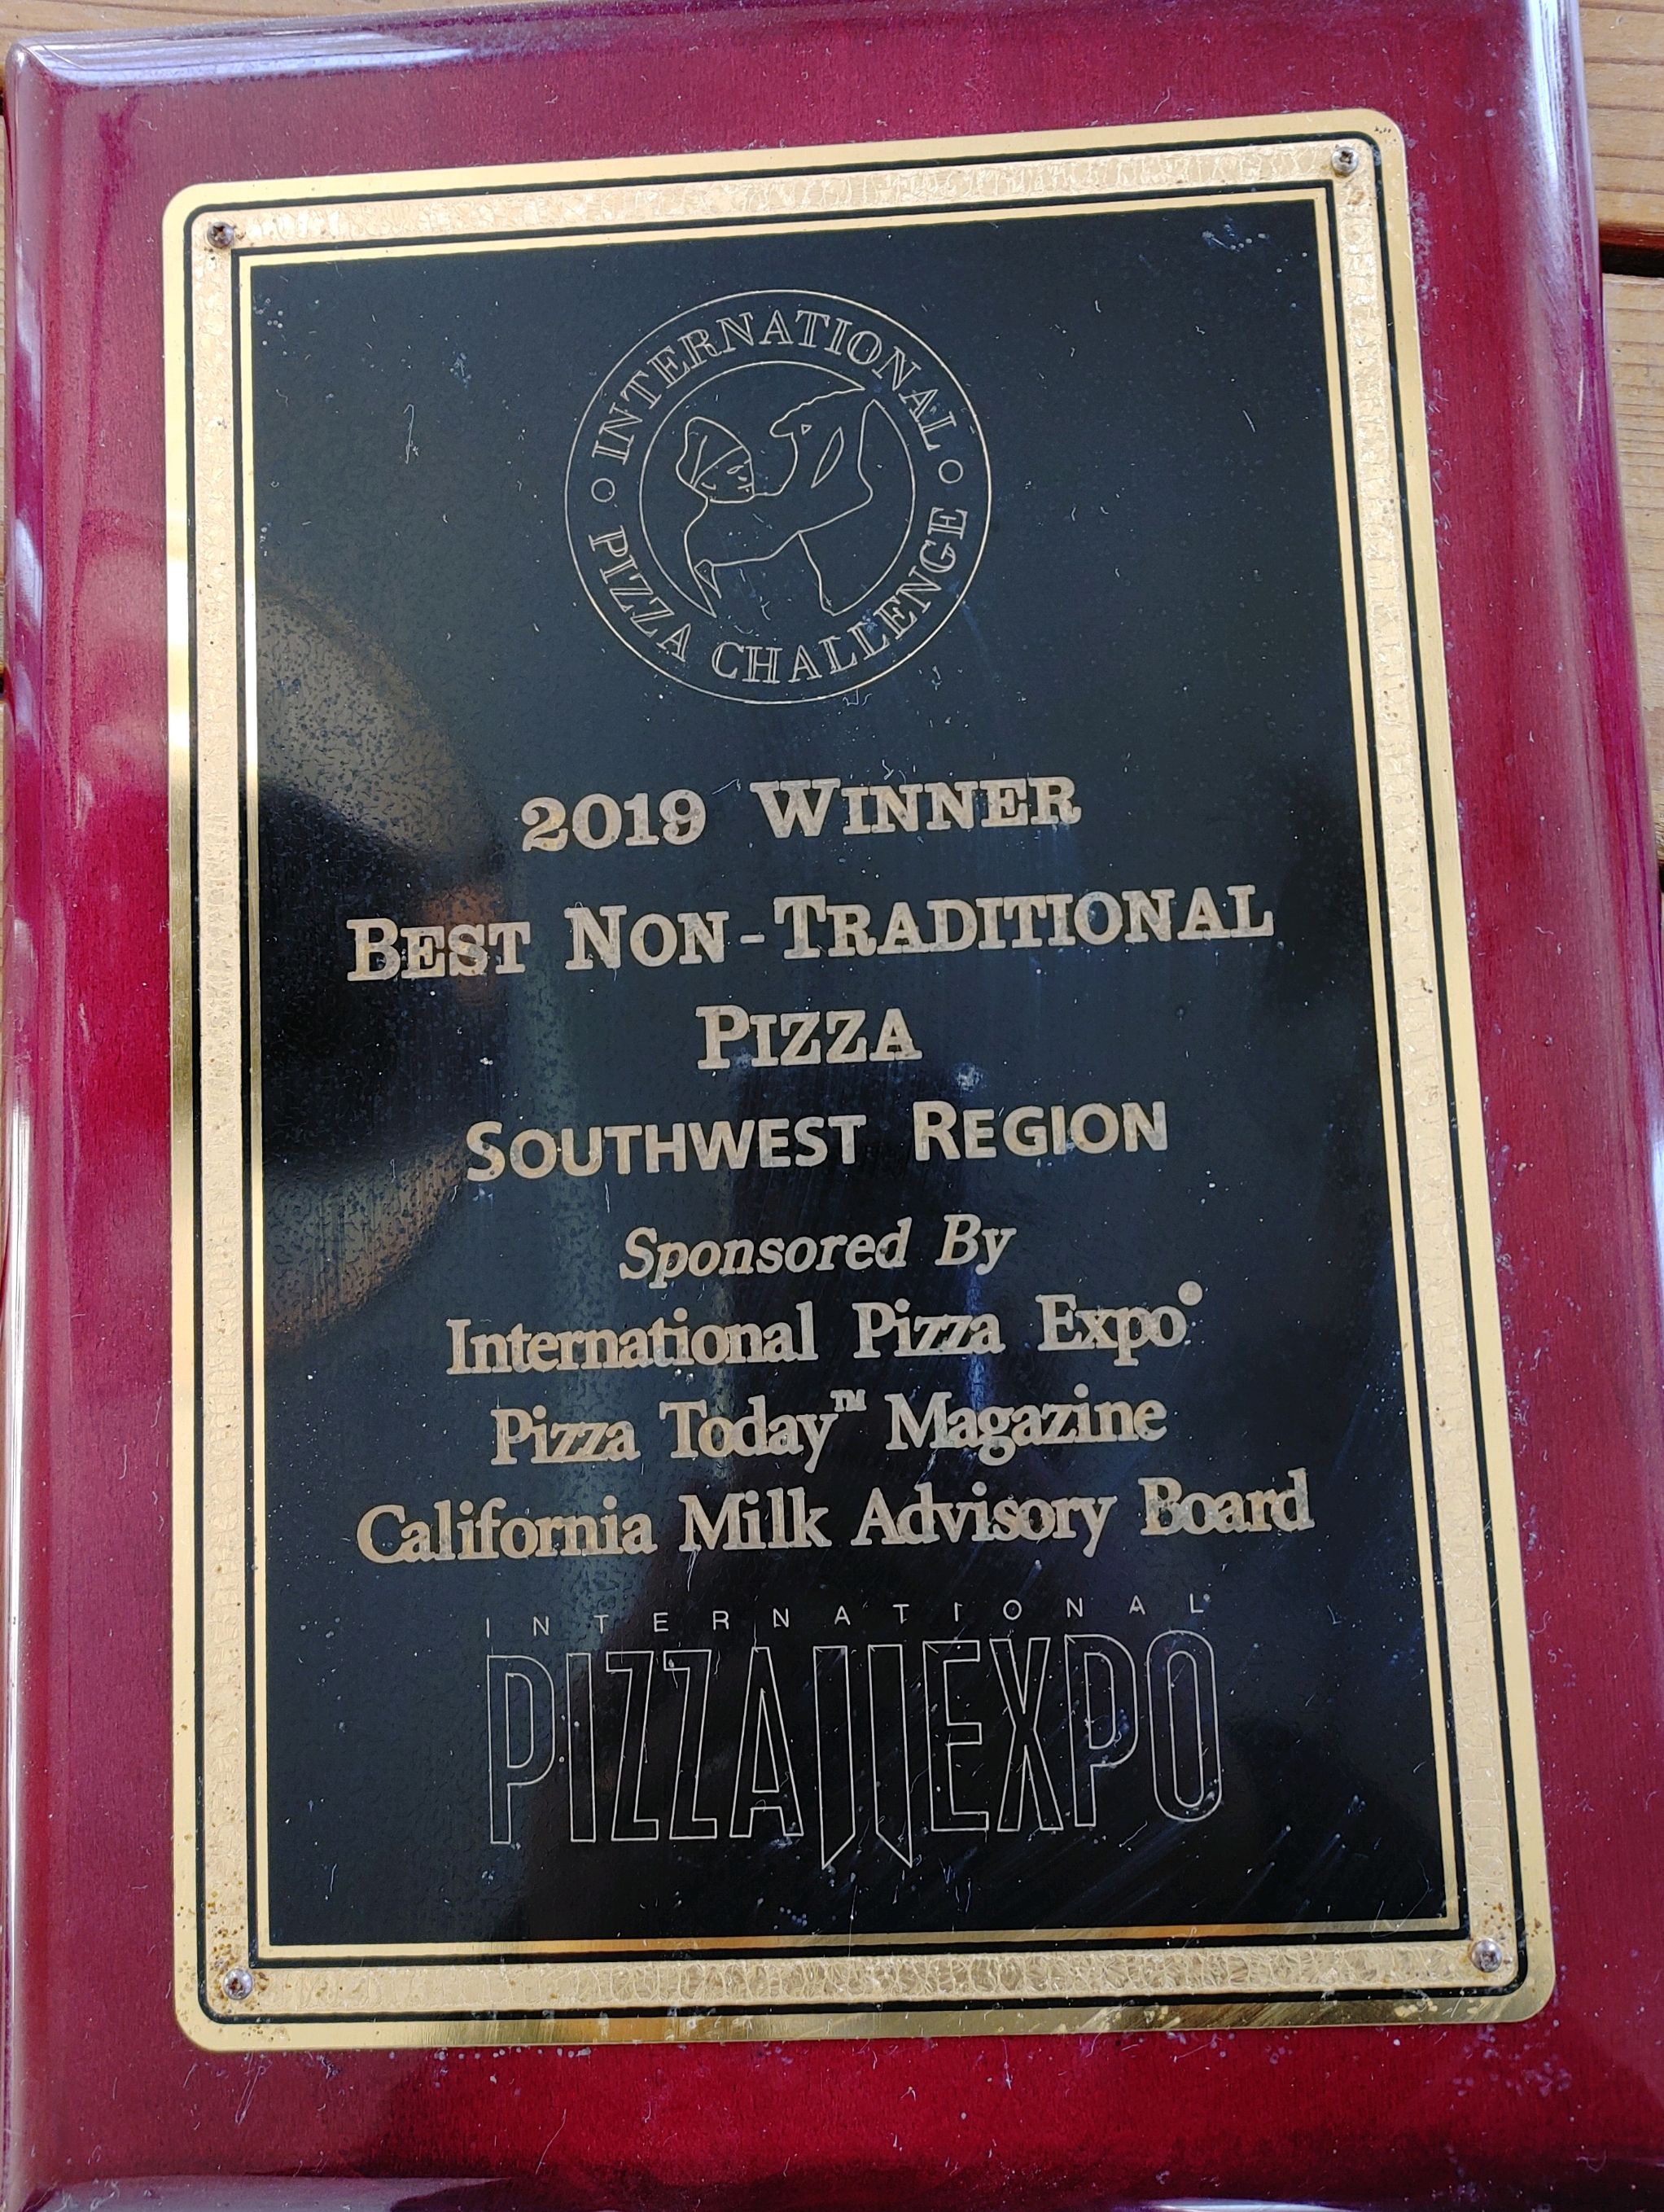 INTERNATIONAL
PIZZA CHALLENGE
2019 WINNER
BEST NON-TRADITIONAL
PIZZA
SOUTHWEST REGION
Sponsored By
International Pizza Expo®
Pizza Today™ Magazine
California Milk Advisory Board
INTERNATIONAL
PIZZA EXPO